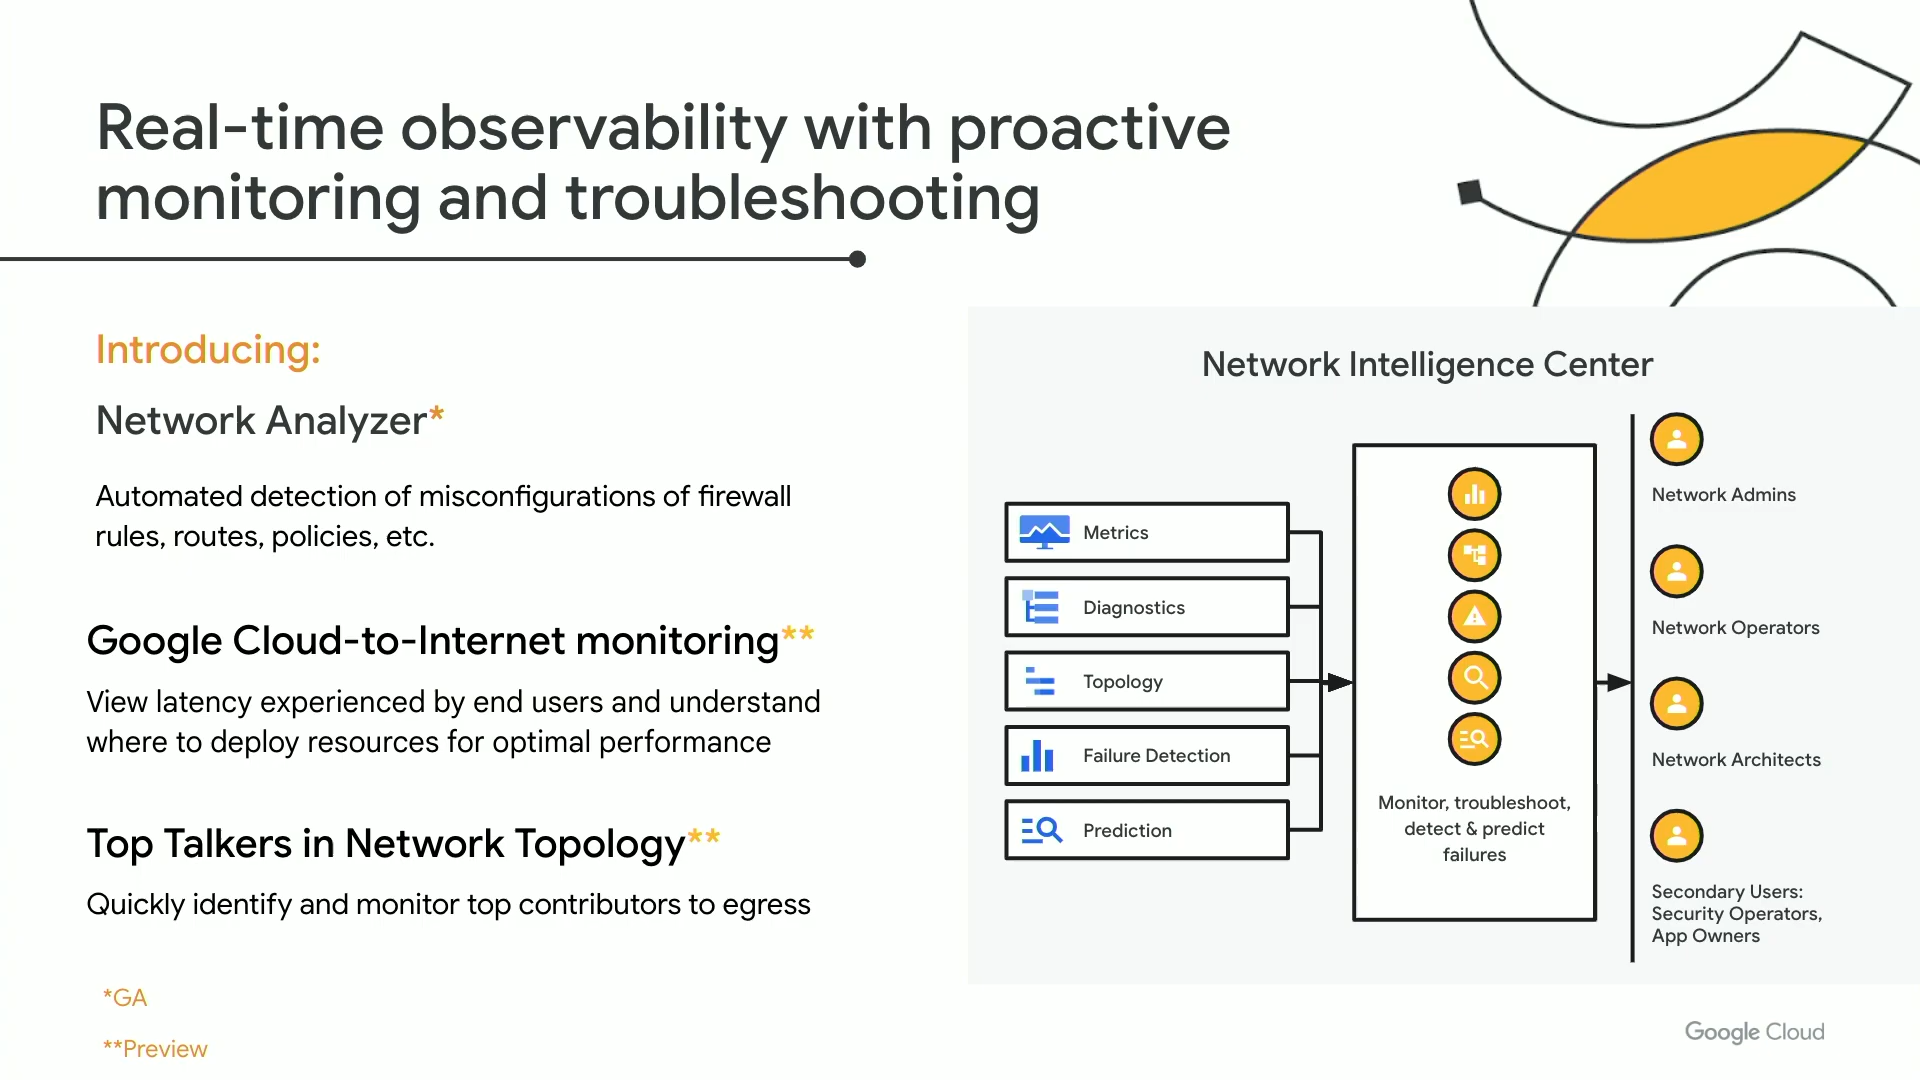 Real-time observability with proactive
monitoring and troubleshooting
Introducing:
Network Analyzer*
Automated detection of misconfigurations of firewall
rules, routes, policies, etc.
Google Cloud-to-Internet monitoring**
View latency experienced by end users and understand
where to deploy resources for optimal performance
Top Talkers in Network Topology**
Quickly identify and monitor top contributors to egress
*GA
**Preview
Network Intelligence Center
Metrics
Diagnostics
Topology
Failure Detection
Prediction
Monitor, troubleshoot,
detect & predict
failures
Network Admins
Network Operators
Network Architects
Secondary Users:
Security Operators,
App Owners
Google Cloud